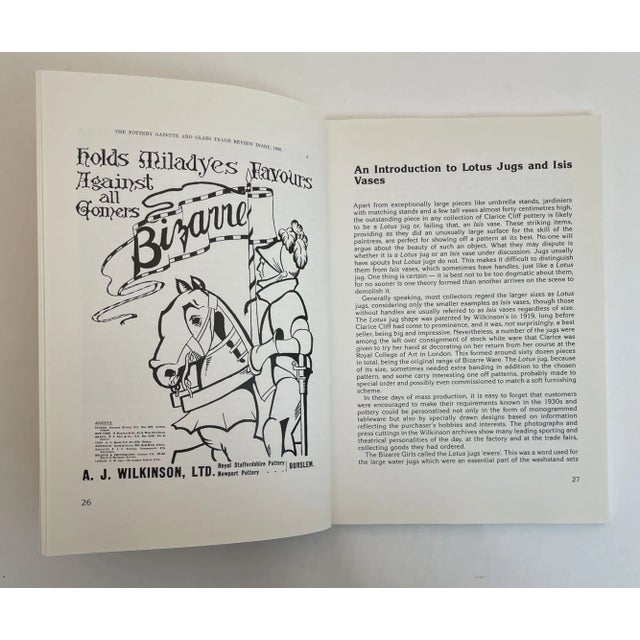 THE POTTERY GAZETTE AND GLASS TRADE REVIEW DIARY,
Holds Miladyes Favours
Against
all
Comers
Bizarre
AGENTS
A. J. WILKINSON, LTD.
Royal Staffordshire Pottery
Newport Pottery - - - -
BURSLEM.
26
An Introduction to Lotus Jugs and Isis
Vases
Apart from exceptionally large pieces like umbrella stands, jardiniers
with matching stands and a few tall vases almost forty centimetres high,
the outstanding piece in any collection of Clarice Cliff pottery is likely
to be a Lotus jug or, failing that, an Isis vase. These striking items,
providing as they did an unusually large surface for the skill of the
paintress, are perfect for showing off a pattern at its best. No-one will
argue about the beauty of such an object. What they may dispute is
whether it is a Lotus jug or an Isis vase under discussion. Jugs usually
have spouts but Lotus jugs do not. This makes it difficult to distinguish
them from Isis vases, which sometimes have handles, just like a Lotus
jug. One thing is certain — it is best not to be too dogmatic about them,
for no sooner is one theory formed than another arrives on the scene to
demolish it.
Generally speaking, most collectors regard the larger sizes as Lotus
jugs, considering only the smaller examples as Isis vases, though those
without handles are usually referred to as Isis vases regardless of size.
The Lotus jug shape was patented by Wilkinson's in 1919, long before
Clarice Cliff had come to prominence, and it was, not surprisingly, a best
seller, being big and impressive. Nevertheless, a number of the jugs were
among the left over consignment of stock white ware that Clarice was
given to try her hand at decorating on her return from her course at the
Royal College of Art in London. This formed around sixty dozen pieces
in total, being the original range of Bizarre Ware. The Lotus jug, because
of its size, sometimes needed extra banding in addition to the chosen
pattern, and some carry interesting one off patterns, probably made to
special order and possibly even commissioned to match a soft furnishing
scheme.
In these days of mass production, it is easy to forget that customers
were encouraged to make their requirements known in the 1930s and
pottery could be personalised not only in the form of monogrammed
tableware but also by specially drawn designs based on information
reflecting the purchaser's hobbies and interests. The photographs and
press cuttings in the Wilkinson archives show many leading sporting and
theatrical personalities of the day, at the factory and at the trade fairs,
collecting goods they had ordered.
The Bizarre Girls called the Lotus jugs 'ewers'. This was a word used for
the large water jugs which were an essential part of the washstand sets
27